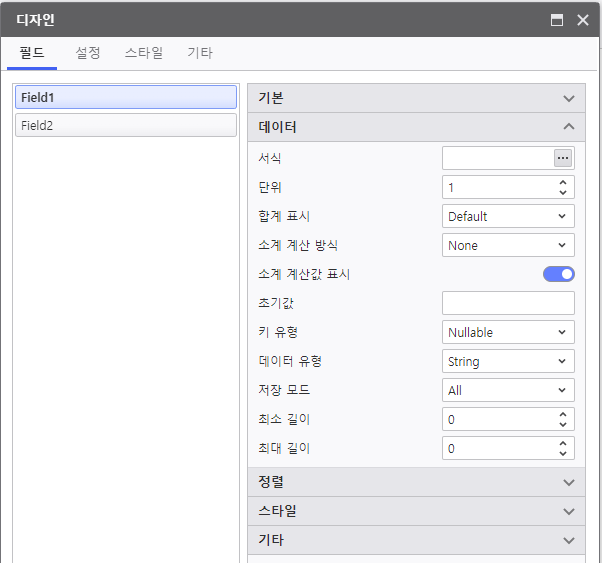 디자인
필드 설정 스타일 기타
Field1
Field2
기본
데이터
서식 ...
단위 1
합계 표시 Default
소계 계산 방식 None
소계 계산값 표시
초기값
키 유형 Nullable
데이터 유형 String
저장 모드 All
최소 길이 0
최대 길이 0
정렬
스타일
기타